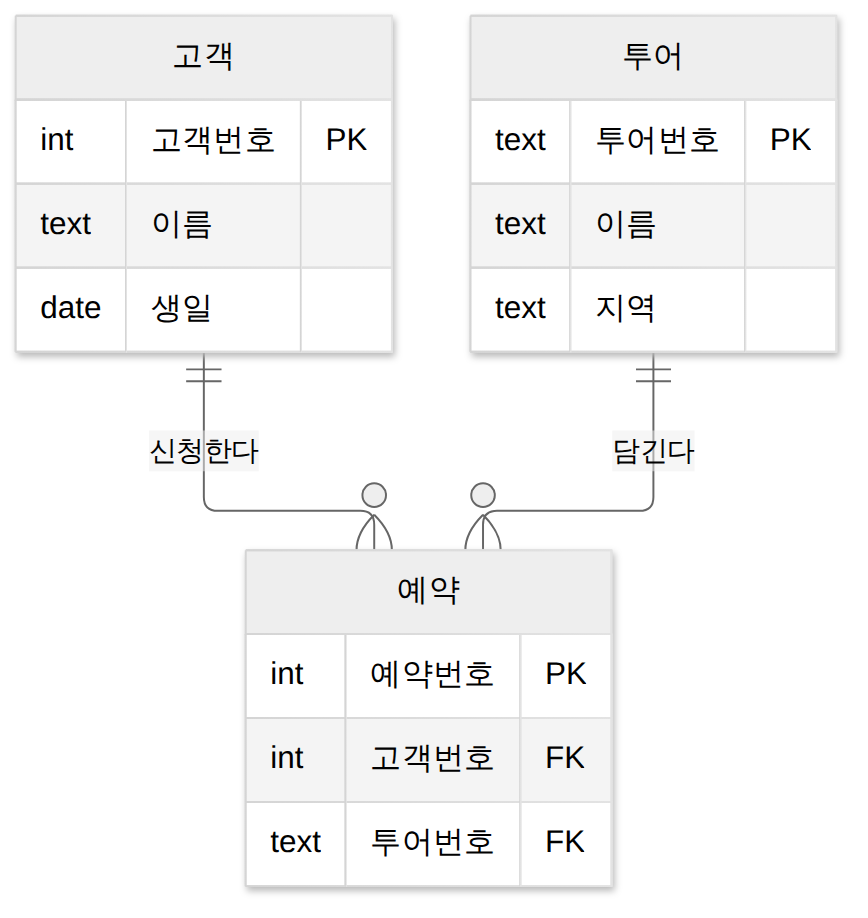 고객
int 고객번호 PK
text 이름
date 생일
투어
text 투어번호 PK
text 이름
text 지역
신청한다
담긴다
예약
int 예약번호 PK
int 고객번호 FK
text 투어번호 FK